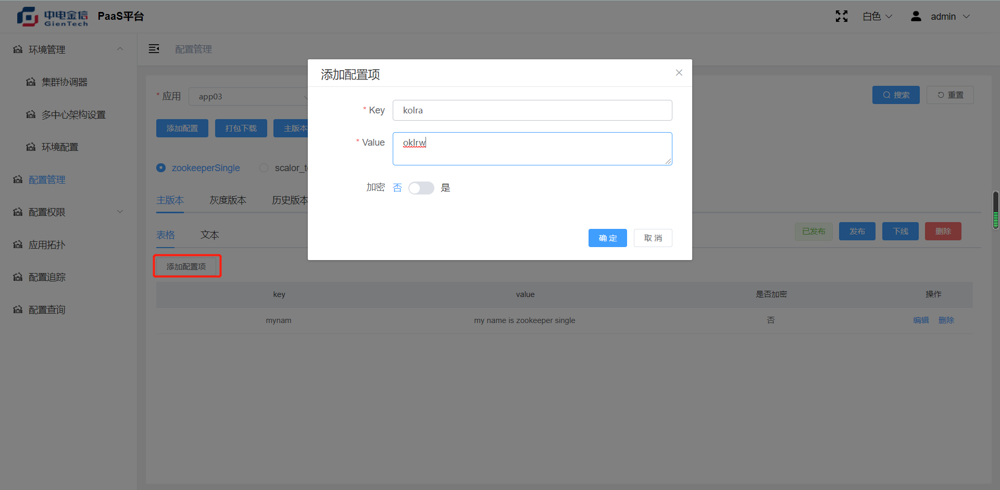 中电金信 GienTech PaaS平台 白色 admin
环境管理
集群协调器
多中心架构设置
环境配置
配置管理
配置权限
应用拓扑
配置追踪
配置查询
配置管理
* 应用 app03 搜索 重置
添加配置 打包下载 主版本
zookeeperSingle scalor_t
主版本 灰度版本 历史版本
表格 文本 已发布 发布 下线 删除
添加配置项
key value 是否加密 操作
mynam my name is zookeeper single 否 编辑 删除
添加配置项
* Key kolra
* Value oklrw
加密 否 是
确定 取消